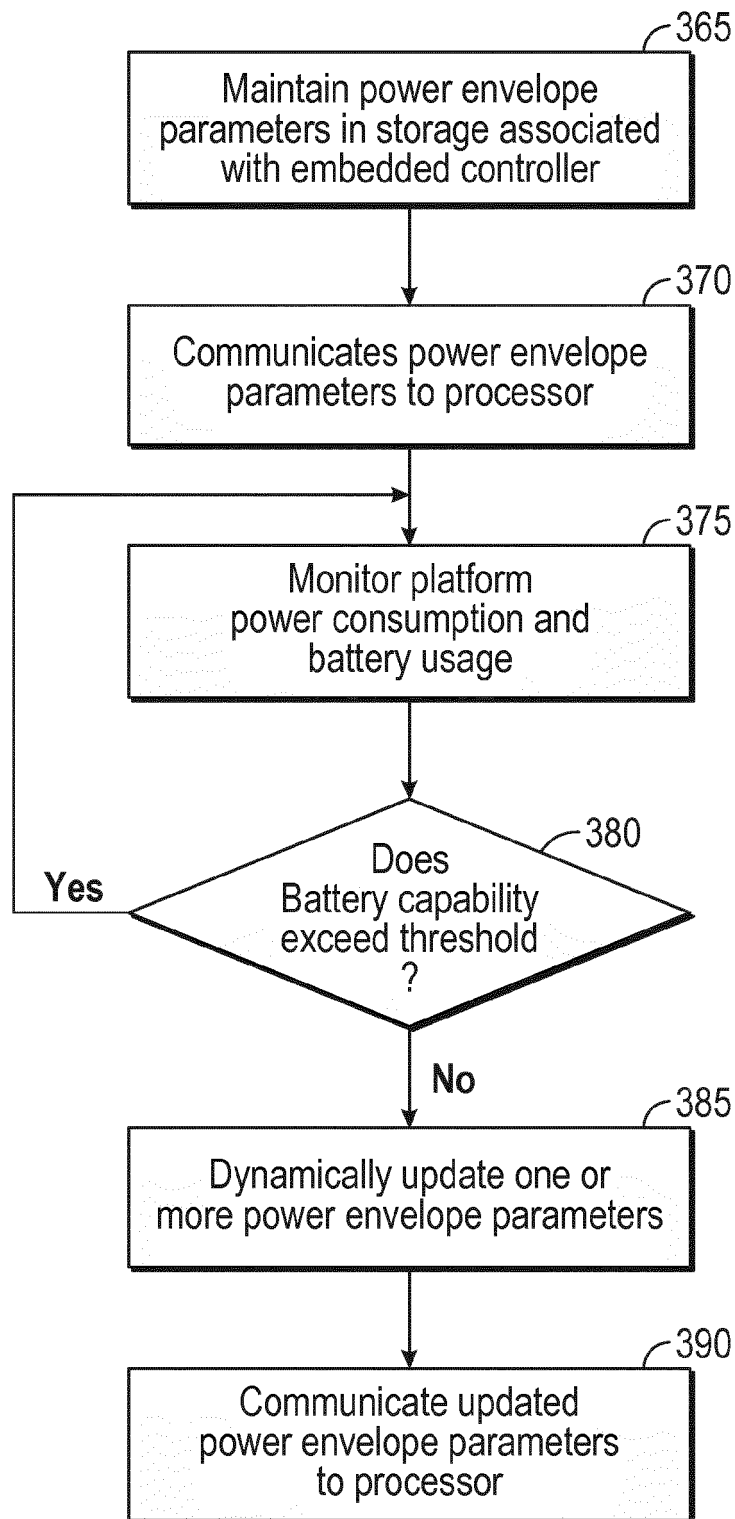 365
Maintain power envelope
parameters in storage associated
with embedded controller
370
Communicates power envelope
parameters to processor
375
Monitor platform
power consumption and
battery usage
380
Does
Battery capability
exceed threshold
?
Yes
No
385
Dynamically update one or
more power envelope parameters
390
Communicate updated
power envelope parameters
to processor